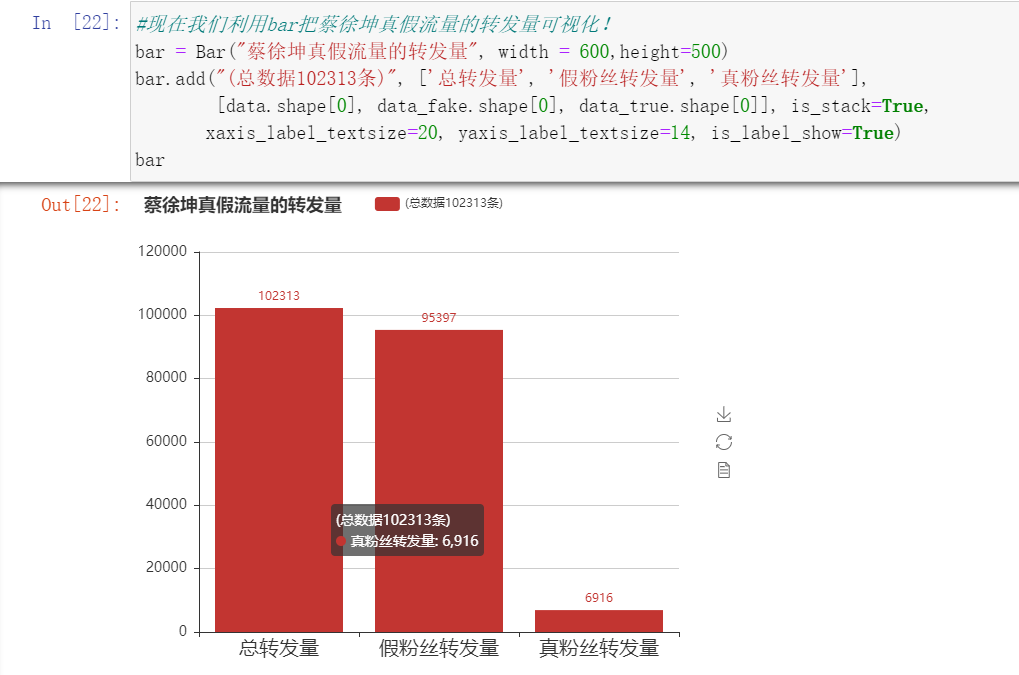 In [22]:
#现在我们利用bar把蔡徐坤真假流量的转发量可视化！
bar = Bar("蔡徐坤真假流量的转发量", width = 600,height=500)
bar.add("(总数据102313条)", ['总转发量', '假粉丝转发量', '真粉丝转发量'],
[data.shape[0], data_fake.shape[0], data_true.shape[0]], is_stack=True,
xaxis_label_textsize=20, yaxis_label_textsize=14, is_label_show=True)
bar
Out[22]:
蔡徐坤真假流量的转发量
(总数据102313条)
120000
100000
80000
60000
40000
20000
0
102313
95397
6916
(总数据102313条)
真粉丝转发量: 6,916
总转发量
假粉丝转发量
真粉丝转发量